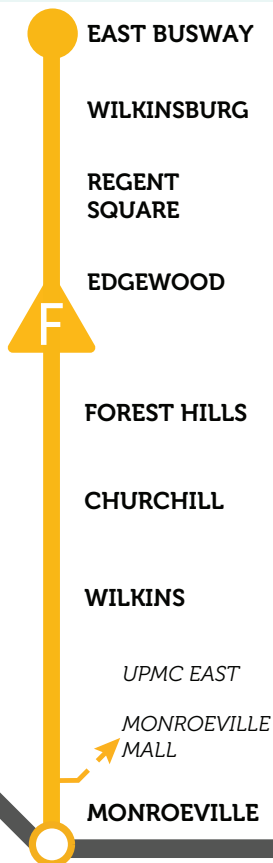 EAST BUSWAY
WILKINSBURG
REGENT
SQUARE
EDGEWOOD
F
FOREST HILLS
CHURCHILL
WILKINS
UPMC EAST
MONROEVILLE
MALL
MONROEVILLE